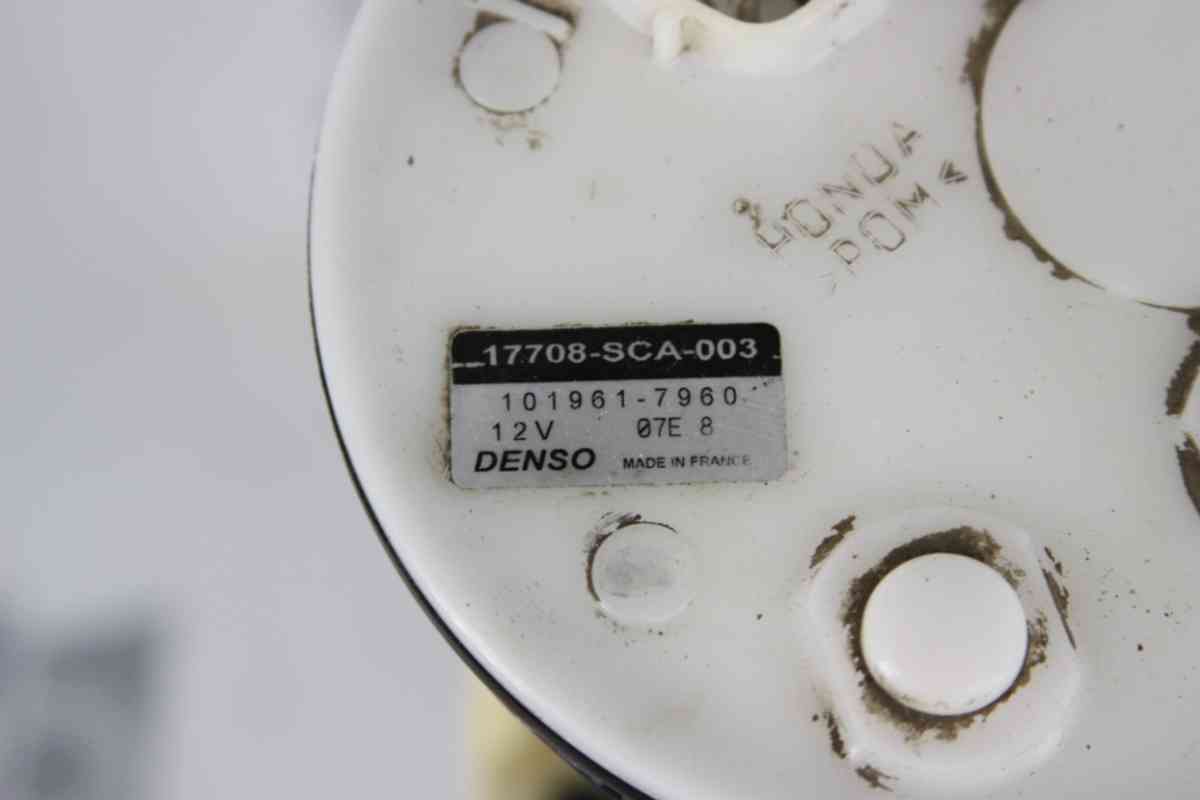 HONDA
>POM<
17708-SCA-003
101961-7960
12V 07E 8
DENSO MADE IN FRANCE